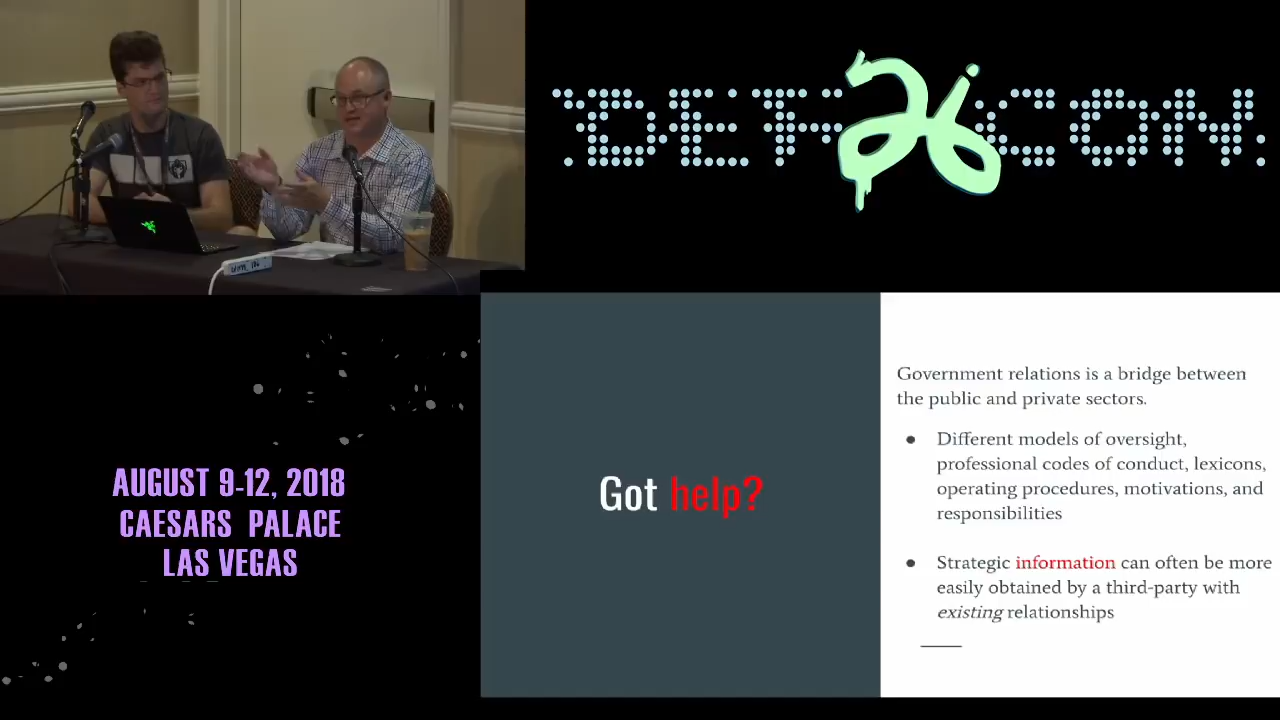 DEF 26 CON
AUGUST 9-12, 2018
CAESARS PALACE
LAS VEGAS
Got help?
Government relations is a bridge between
the public and private sectors.
● Different models of oversight,
professional codes of conduct, lexicons,
operating procedures, motivations, and
responsibilities
● Strategic information can often be more
easily obtained by a third-party with
existing relationships